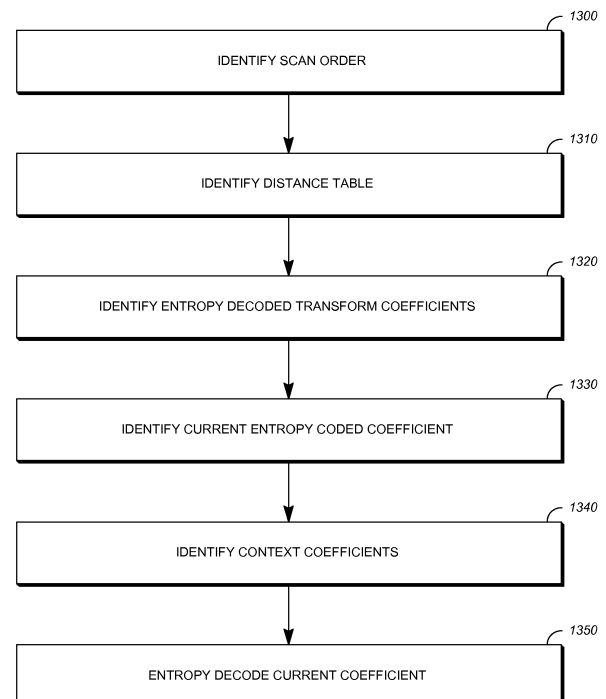 1300
IDENTIFY SCAN ORDER
1310
IDENTIFY DISTANCE TABLE
1320
IDENTIFY ENTROPY DECODED TRANSFORM COEFFICIENTS
1330
IDENTIFY CURRENT ENTROPY CODED COEFFICIENT
1340
IDENTIFY CONTEXT COEFFICIENTS
1350
ENTROPY DECODE CURRENT COEFFICIENT